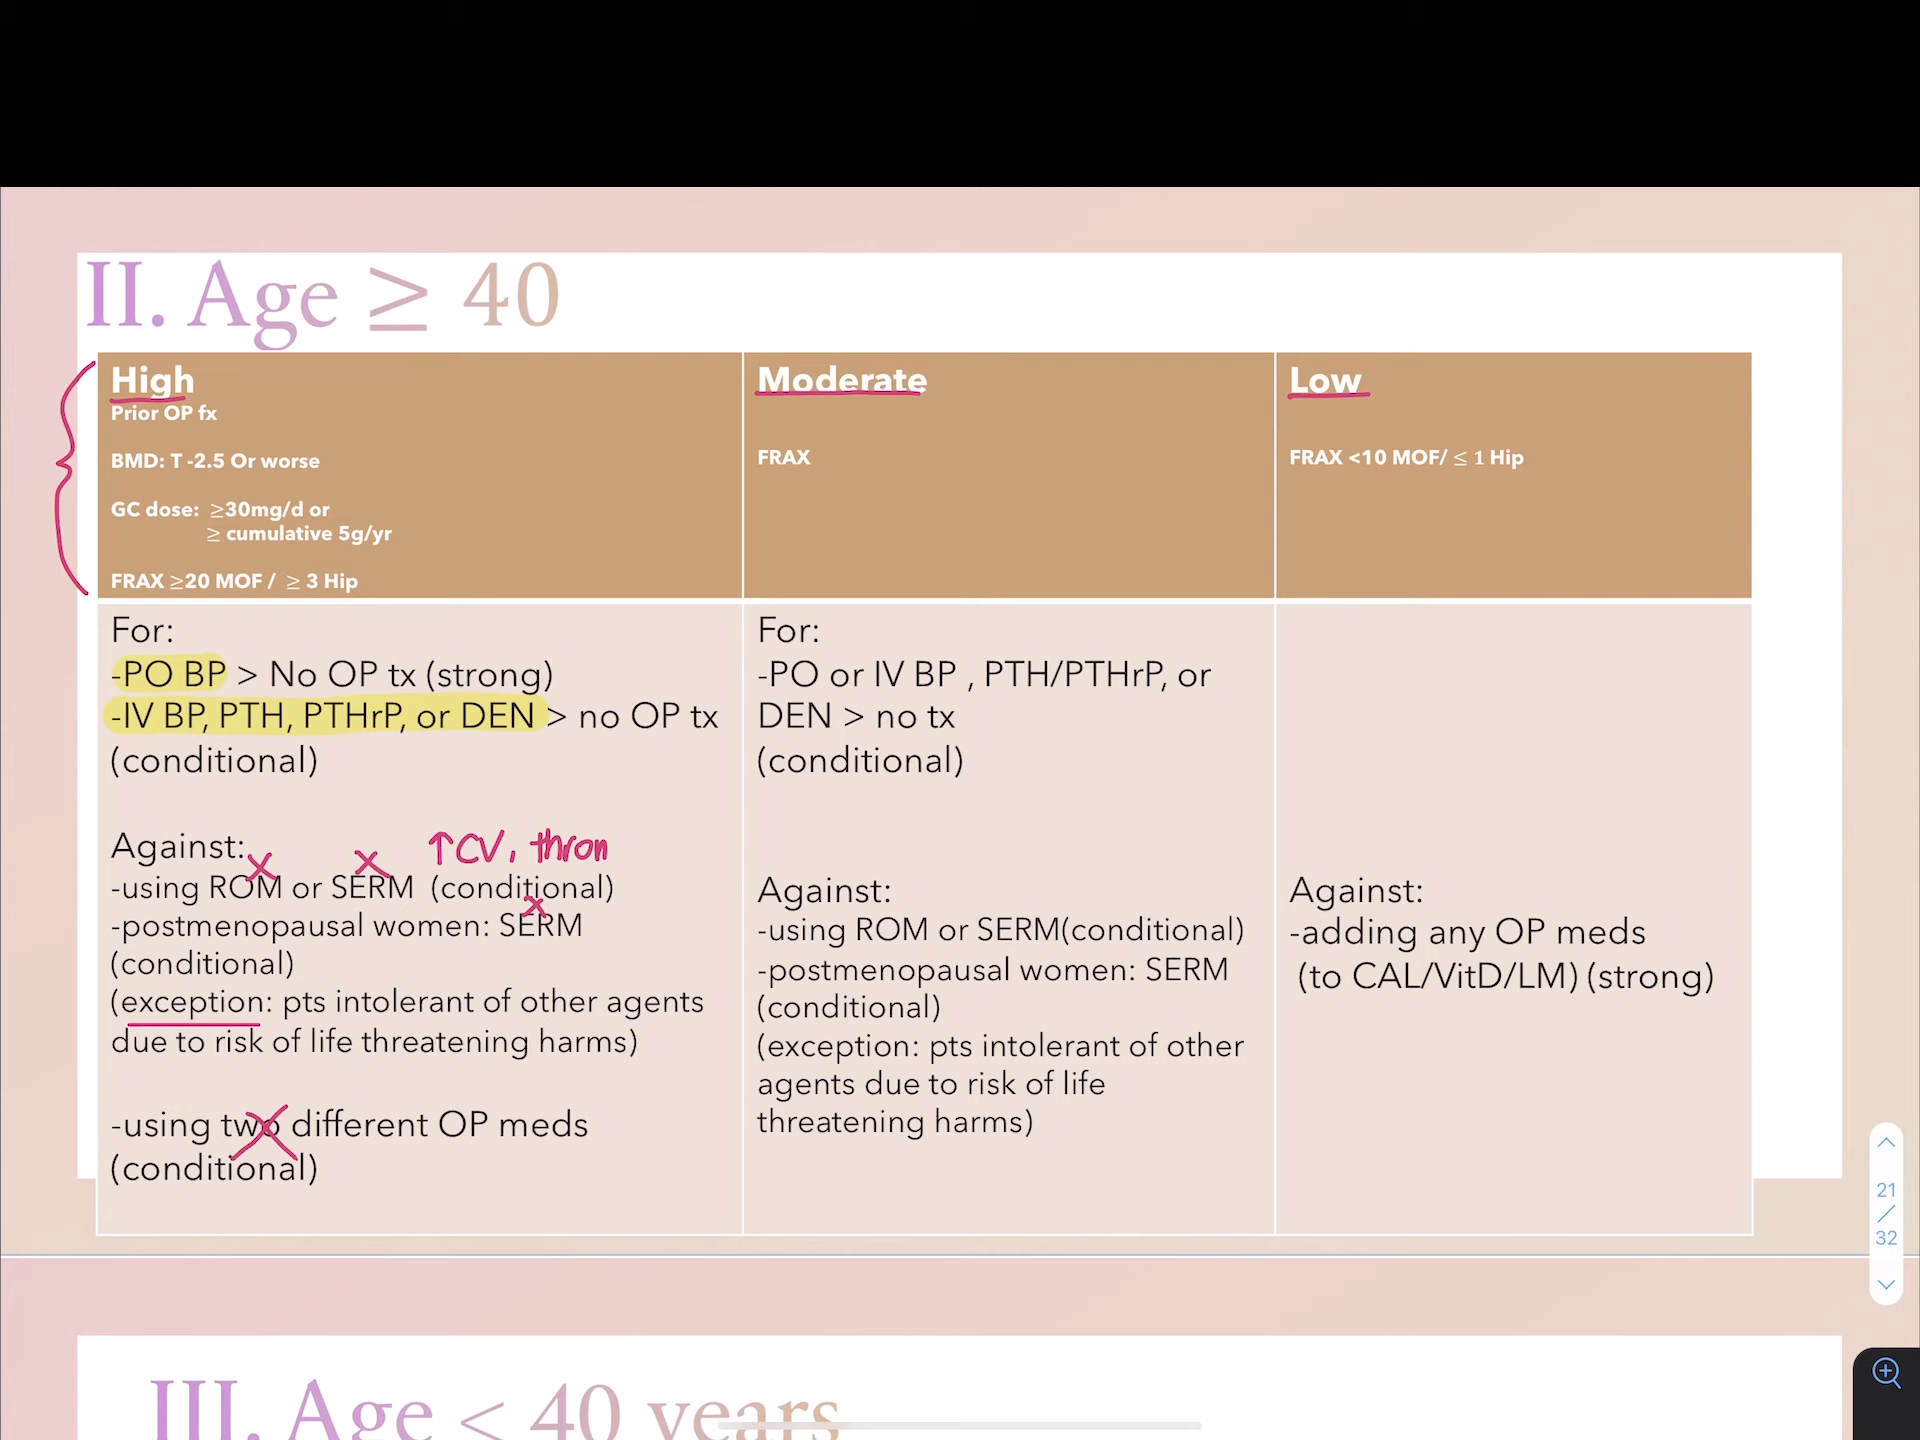 II. Age ≥ 40
High
Prior OP fx
BMD: T -2.5 Or worse
GC dose: ≥30mg/d or
≥ cumulative 5g/yr
FRAX ≥20 MOF / ≥ 3 Hip
Moderate
FRAX
Low
FRAX <10 MOF/ ≤ 1 Hip
For:
-PO BP > No OP tx (strong)
-IV BP, PTH, PTHrP, or DEN > no OP tx
(conditional)
Against:
↑CV, thron
-using ROM or SERM (conditional)
-postmenopausal women: SERM
(conditional)
(exception: pts intolerant of other agents
due to risk of life threatening harms)
-using two different OP meds
(conditional)
For:
-PO or IV BP , PTH/PTHrP, or
DEN > no tx
(conditional)
Against:
-using ROM or SERM(conditional)
-postmenopausal women: SERM
(conditional)
(exception: pts intolerant of other
agents due to risk of life
threatening harms)
Against:
-adding any OP meds
(to CAL/VitD/LM) (strong)
21
/
32
III. Age < 40 years